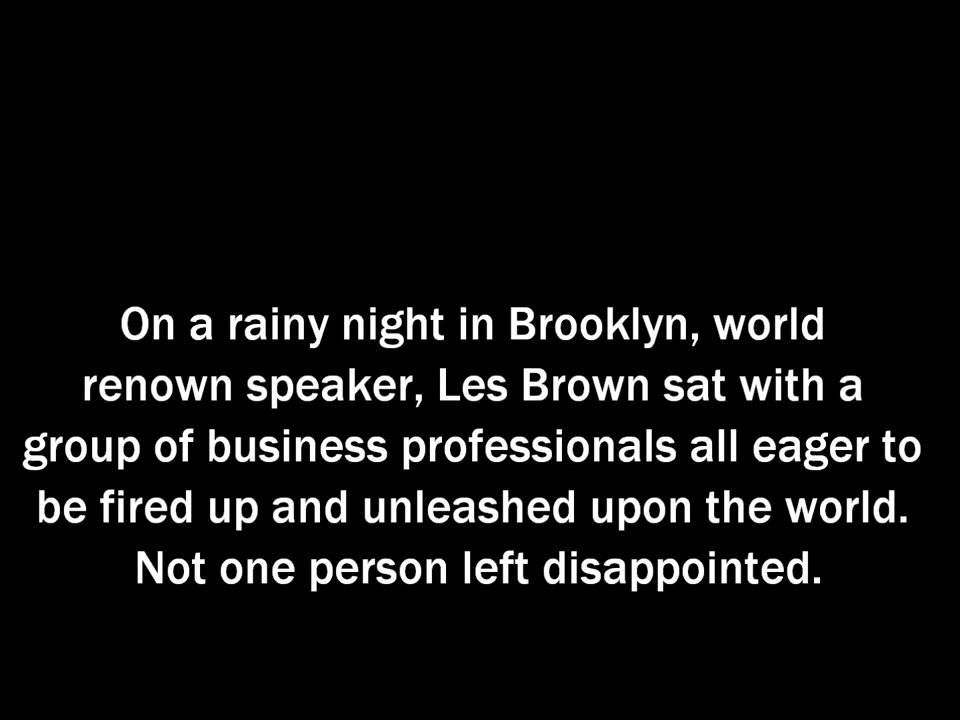 On a rainy night in Brooklyn, world
renown speaker, Les Brown sat with a
group of business professionals all eager to
be fired up and unleashed upon the world.
Not one person left disappointed.